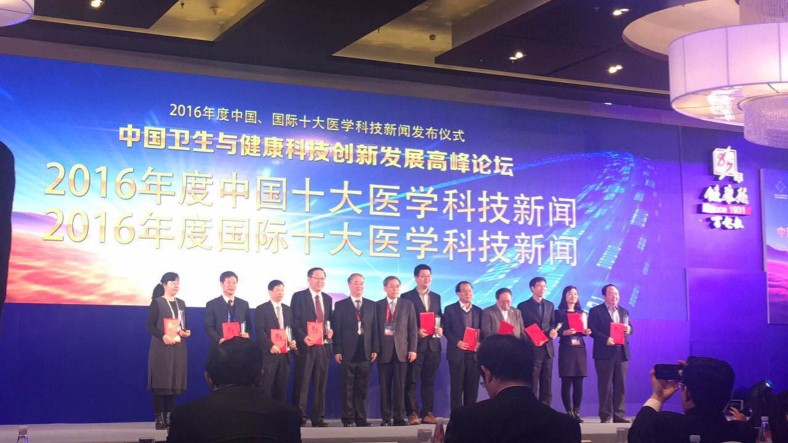 2016年度中国、国际十大医学科技新闻发布仪式
中国卫生与健康科技创新发展高峰论坛
2016年度中国十大医学科技新闻
2016年度国际十大医学科技新闻
健康报
Since 1931
中